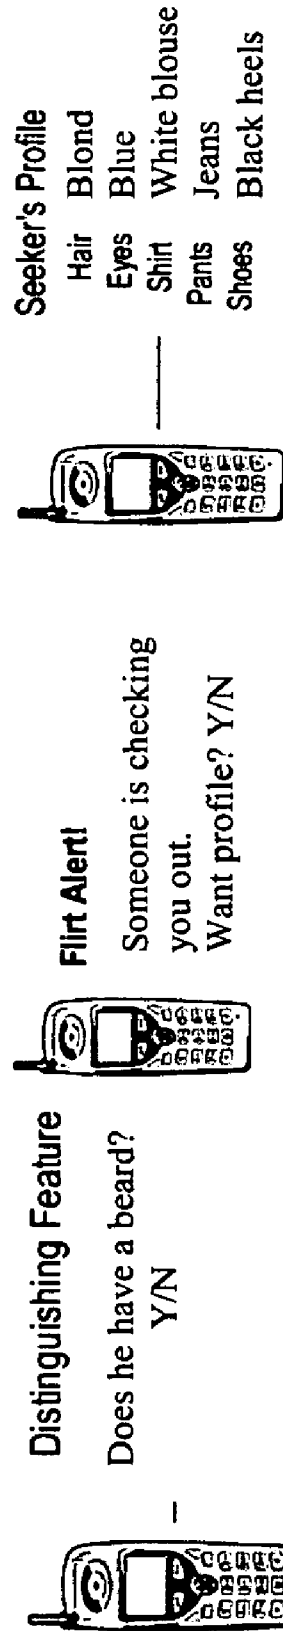 Distinguishing Feature
Does he have a beard?
Y/N
Flirt Alert!
Someone is checking
you out.
Want profile? Y/N
Seeker's Profile
Hair Blond
Eyes Blue
Shirt White blouse
Pants Jeans
Shoes Black heels